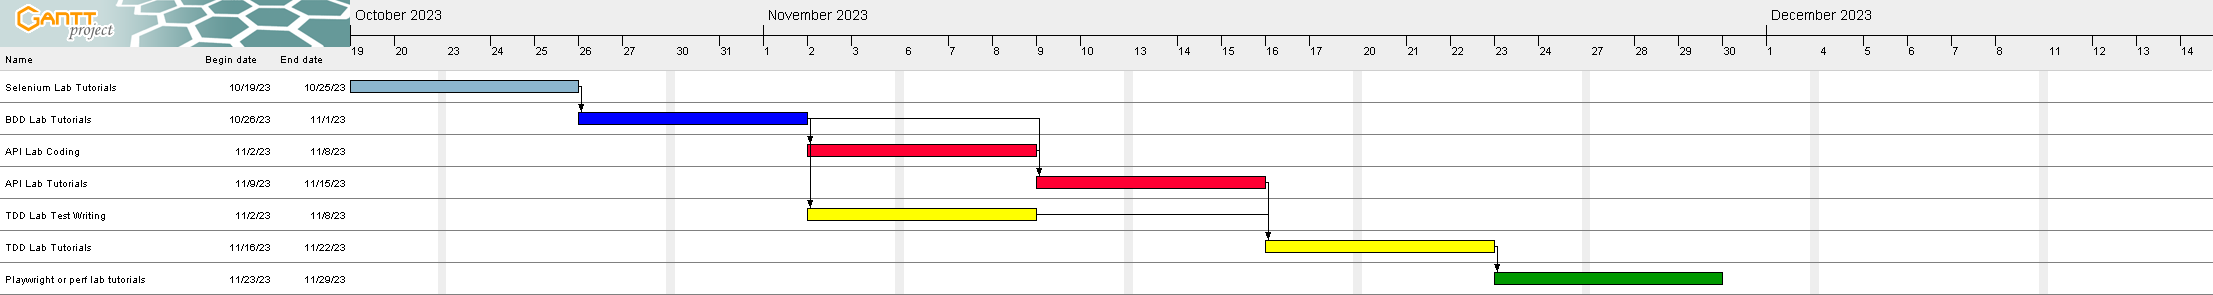 GANTT
project
October 2023 November 2023 December 2023
19 20 23 24 25 26 27 30 31 1 2 3 6 7 8 9 10 13 14 15 16 17 20 21 22 23 24 27 28 29 30 1 4 5 6 7 8 11 12 13 14
Name Begin date End date
Selenium Lab Tutorials 10/19/23 10/25/23
BDD Lab Tutorials 10/26/23 11/1/23
API Lab Coding 11/2/23 11/8/23
API Lab Tutorials 11/9/23 11/15/23
TDD Lab Test Writing 11/2/23 11/8/23
TDD Lab Tutorials 11/16/23 11/22/23
Playwright or perf lab tutorials 11/23/23 11/29/23